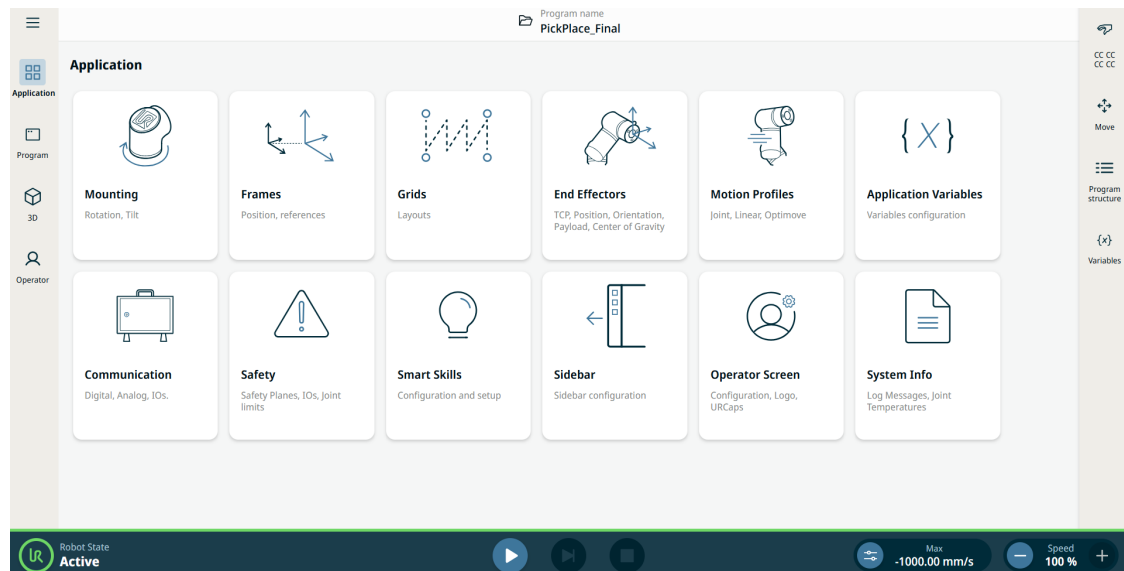 Program name
PickPlace_Final
Application
Application
Program
3D
Operator
Mounting
Rotation, Tilt
Frames
Position, references
Grids
Layouts
End Effectors
TCP, Position, Orientation,
Payload, Center of Gravity
Motion Profiles
Joint, Linear, Optimove
{X}
Application Variables
Variables configuration
Communication
Digital, Analog, IOs.
Safety
Safety Planes, IOs, Joint
limits
Smart Skills
Configuration and setup
Sidebar
Sidebar configuration
Operator Screen
Configuration, Logo,
URCaps
System Info
Log Messages, Joint
Temperatures
CC CC
CC CC
Move
Program
structure
{x}
Variables
UR
Robot State
Active
Max
-1000.00 mm/s
Speed
100 %